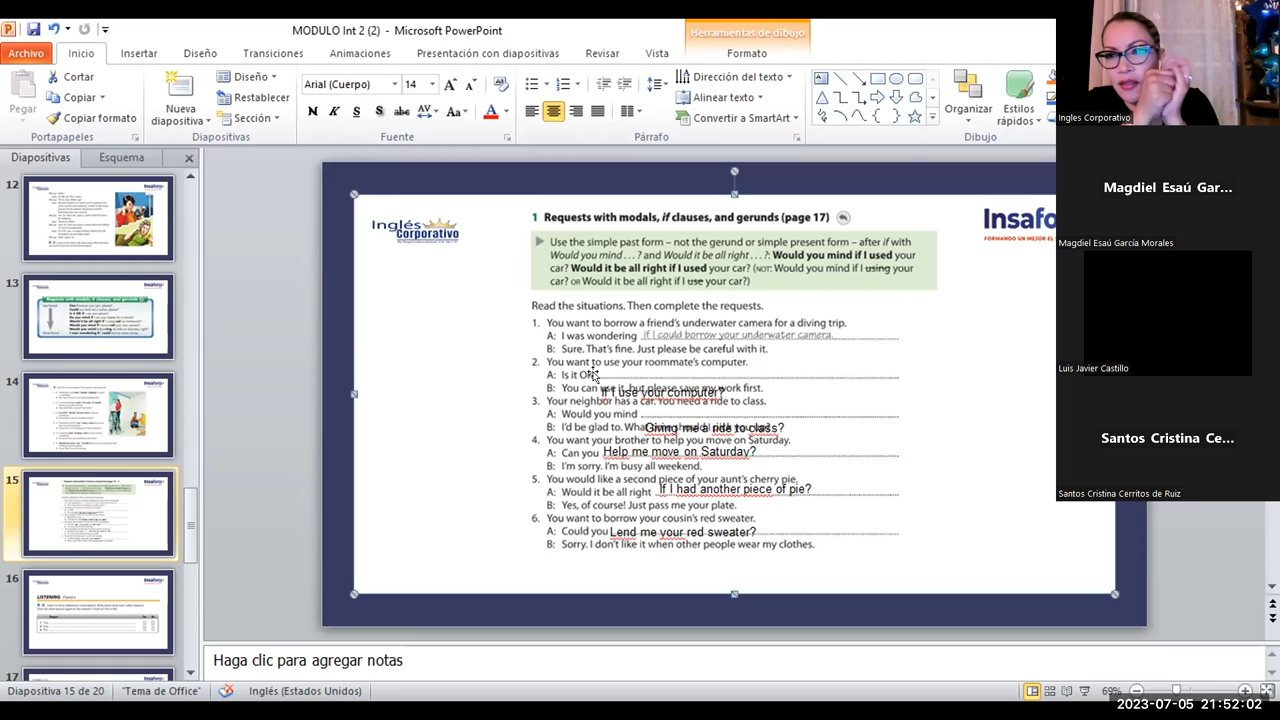 MODULO Int 2 (2) - Microsoft PowerPoint
Herramientas de dibujo
Archivo
Inicio
Insertar
Diseño
Transiciones
Animaciones
Presentación con diapositivas
Revisar
Vista
Formato
Pegar
Cortar
Copiar
Copiar formato
Portapapeles
Nueva diapositiva
Diseño
Restablecer
Sección
Diapositivas
Arial (Cuerpo)
14
Fuente
Dirección del texto
Alinear texto
Convertir a SmartArt
Párrafo
Organizar
Estilos rápidos
Dibujo
Ingles Corporativo
Magdiel Esaú Gar...
Magdiel Esaú García Morales
Luis Javier Castillo
Santos Cristina Ce...
Santos Cristina Cerritos de Ruiz
Diapositivas
Esquema
12
13
14
15
16
LISTENING
17
Inglés
Corporativo
Insafo
FORMANDO UN MEJOR E
1 Requests with modals, if clauses, and gerunds (page 17)
Use the simple past form – not the gerund or simple present form – after if with
Would you mind . . . ? and Would it be all right . . . ?: Would you mind if I used your
car? Would it be all right if I used your car? (NOT: Would you mind if I using your
car? OR Would it be all right if I use your car?)
Read the situations. Then complete the requests.
1. You want to borrow a friend's underwater camera for a diving trip.
A: I was wondering if I could borrow your underwater camera.
B: Sure. That's fine. Just please be careful with it.
2. You want to use your roommate's computer.
A: Is it O
B: You can use it, but please save my work first.
If I use your computer?
3. Your neighbor has a car. You need a ride to class.
A: Would you mind
B: I'd be glad to. What
Giving me a ride to class?
4. You want your brother to help you move on Saturday.
A: Can you Help me move on Saturday?
B: I'm sorry. I'm busy all weekend.
5. You would like a second piece of your aunt's cherry pie.
A: Would it be all right If I had another piece of pie?
B: Yes, of course! Just pass me your plate.
6. You want to borrow your cousin's red sweater.
A: Could you Lend me your red sweater?
B: Sorry. I don't like it when other people wear my clothes.
Haga clic para agregar notas
Diapositiva 15 de 20
"Tema de Office"
Inglés (Estados Unidos)
69%
2023-07-05 21:52:02